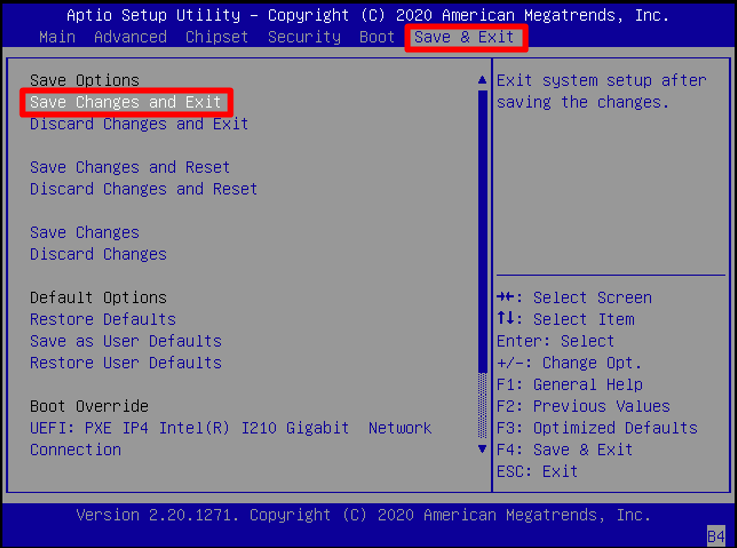 Aptio Setup Utility – Copyright (C) 2020 American Megatrends, Inc.
Main Advanced Chipset Security Boot Save & Exit
Save Options
Save Changes and Exit
Discard Changes and Exit
Save Changes and Reset
Discard Changes and Reset
Save Changes
Discard Changes
Default Options
Restore Defaults
Save as User Defaults
Restore User Defaults
Boot Override
UEFI: PXE IP4 Intel(R) I210 Gigabit Network
Connection
Exit system setup after
saving the changes.
→←: Select Screen
↑↓: Select Item
Enter: Select
+/-: Change Opt.
F1: General Help
F2: Previous Values
F3: Optimized Defaults
F4: Save & Exit
ESC: Exit
Version 2.20.1271. Copyright (C) 2020 American Megatrends, Inc.
B4